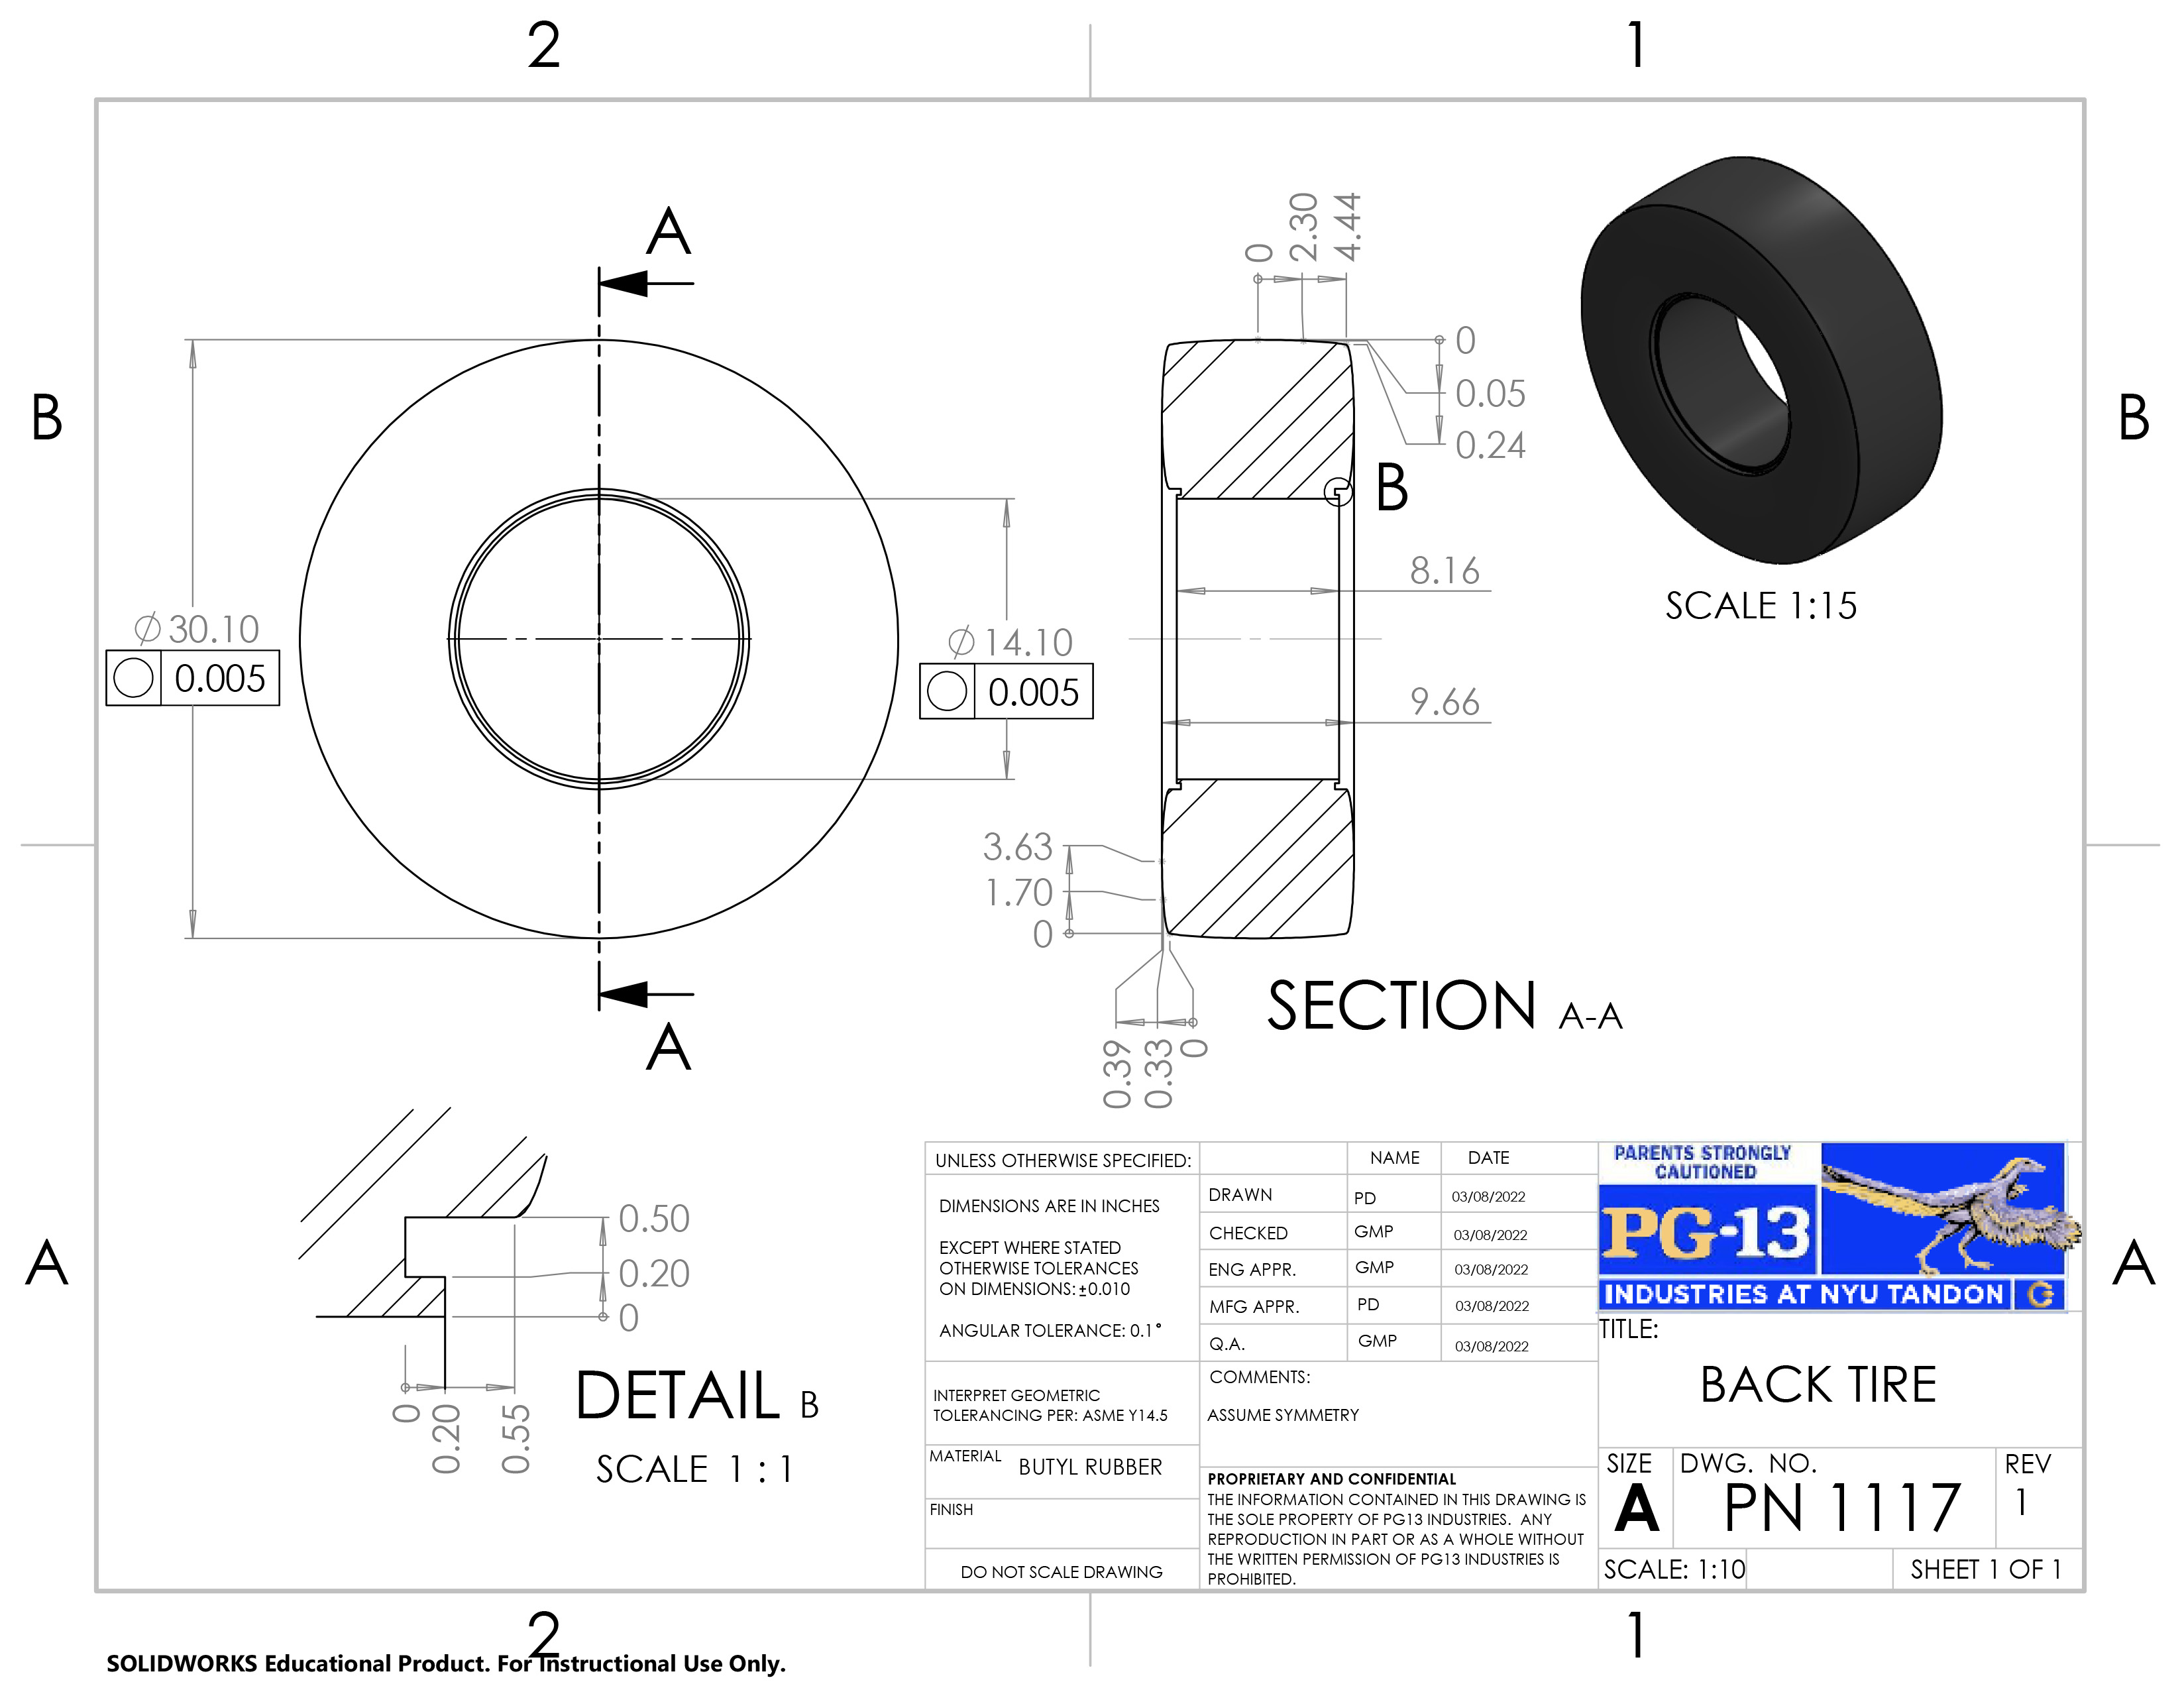 2
1
B
B
A
A
2
1
A
A
⌀30.10
○ 0.005
⌀14.10
○ 0.005
0
2.30
4.44
0
0.05
0.24
B
8.16
9.66
3.63
1.70
0
0.39
0.33
0
SECTION A-A
SCALE 1:15
0.50
0.20
0
0
0.20
0.55
DETAIL B
SCALE 1 : 1
UNLESS OTHERWISE SPECIFIED:
DIMENSIONS ARE IN INCHES
EXCEPT WHERE STATED
OTHERWISE TOLERANCES
ON DIMENSIONS: ±0.010
ANGULAR TOLERANCE: 0.1°
INTERPRET GEOMETRIC
TOLERANCING PER: ASME Y14.5
MATERIAL BUTYL RUBBER
FINISH
DO NOT SCALE DRAWING
NAME DATE
DRAWN PD 03/08/2022
CHECKED GMP 03/08/2022
ENG APPR. GMP 03/08/2022
MFG APPR. PD 03/08/2022
Q.A. GMP 03/08/2022
COMMENTS:
ASSUME SYMMETRY
PROPRIETARY AND CONFIDENTIAL
THE INFORMATION CONTAINED IN THIS DRAWING IS
THE SOLE PROPERTY OF PG13 INDUSTRIES. ANY
REPRODUCTION IN PART OR AS A WHOLE WITHOUT
THE WRITTEN PERMISSION OF PG13 INDUSTRIES IS
PROHIBITED.
PARENTS STRONGLY
CAUTIONED
PG-13
INDUSTRIES AT NYU TANDON
TITLE:
BACK TIRE
SIZE DWG. NO. REV
A PN 1117 1
SCALE: 1:10 SHEET 1 OF 1
SOLIDWORKS Educational Product. For Instructional Use Only.